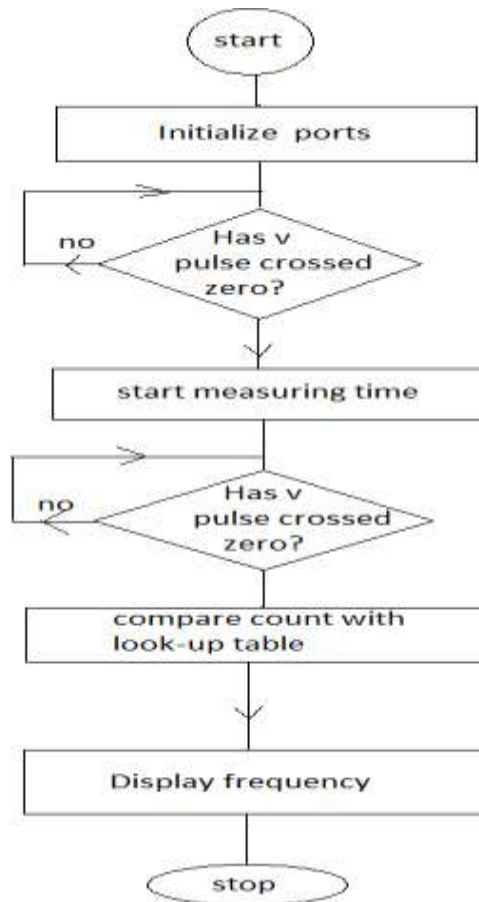 start
Initialize ports
no
Has v
pulse crossed
zero?
start measuring time
no
Has v
pulse crossed
zero?
compare count with
look-up table
Display frequency
stop